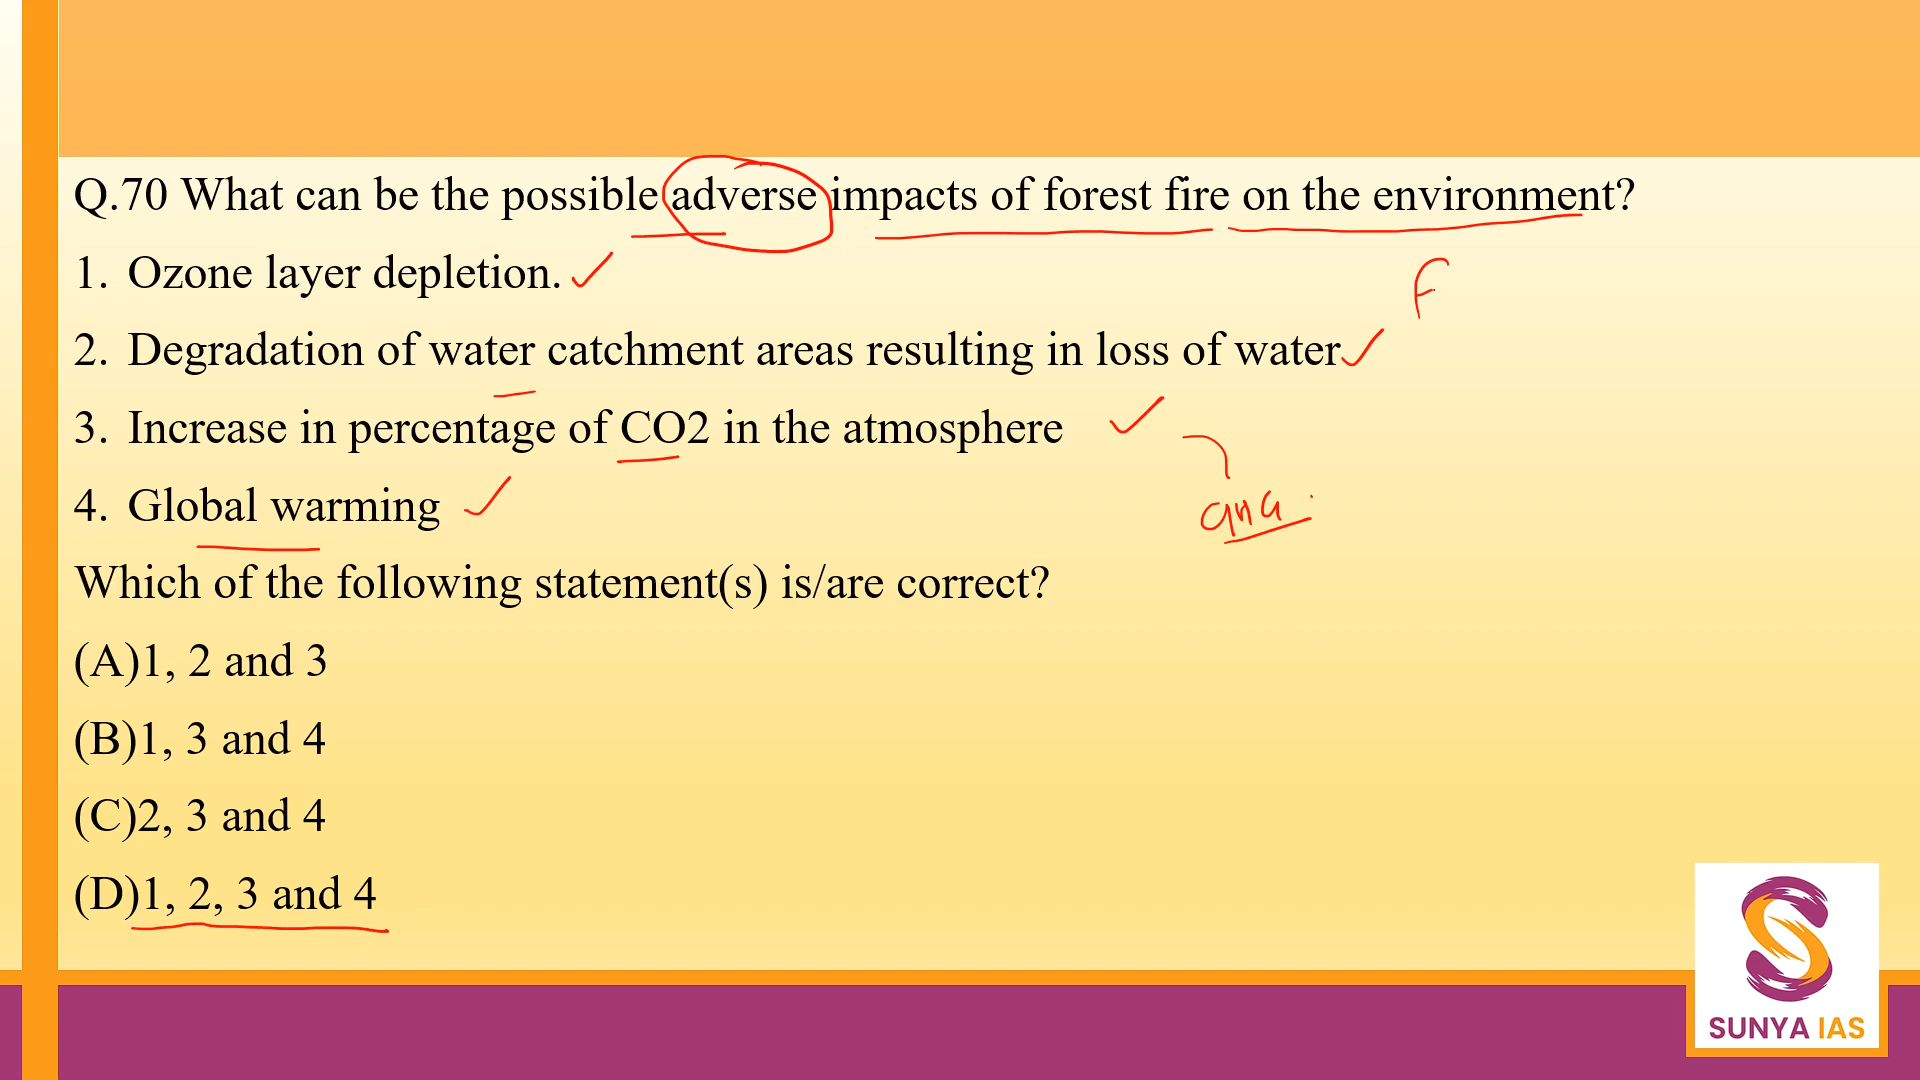 Q.70 What can be the possible adverse impacts of forest fire on the environment?
1. Ozone layer depletion.
F
2. Degradation of water catchment areas resulting in loss of water
3. Increase in percentage of CO2 in the atmosphere
4. Global warming
Which of the following statement(s) is/are correct?
(A)1, 2 and 3
(B)1, 3 and 4
(C)2, 3 and 4
(D)1, 2, 3 and 4
SUNYA IAS